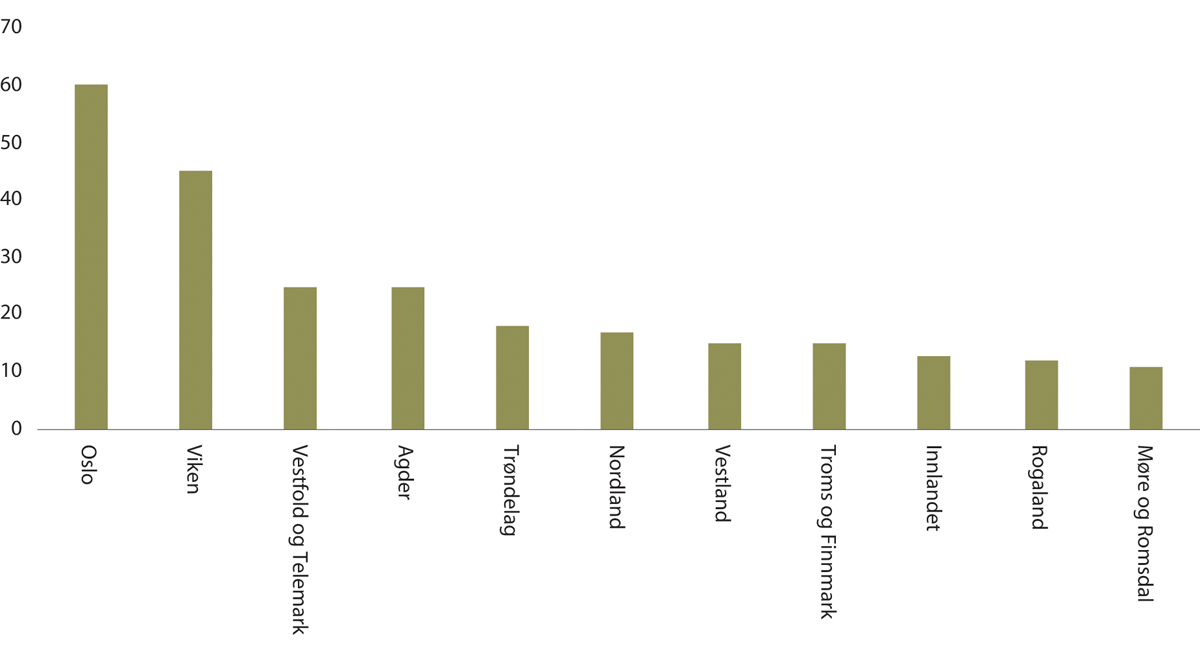 70
60
50
40
30
20
10
0
Oslo
Viken
Vestfold og Telemark
Agder
Trøndelag
Nordland
Vestland
Troms og Finnmark
Innlandet
Rogaland
Møre og Romsdal